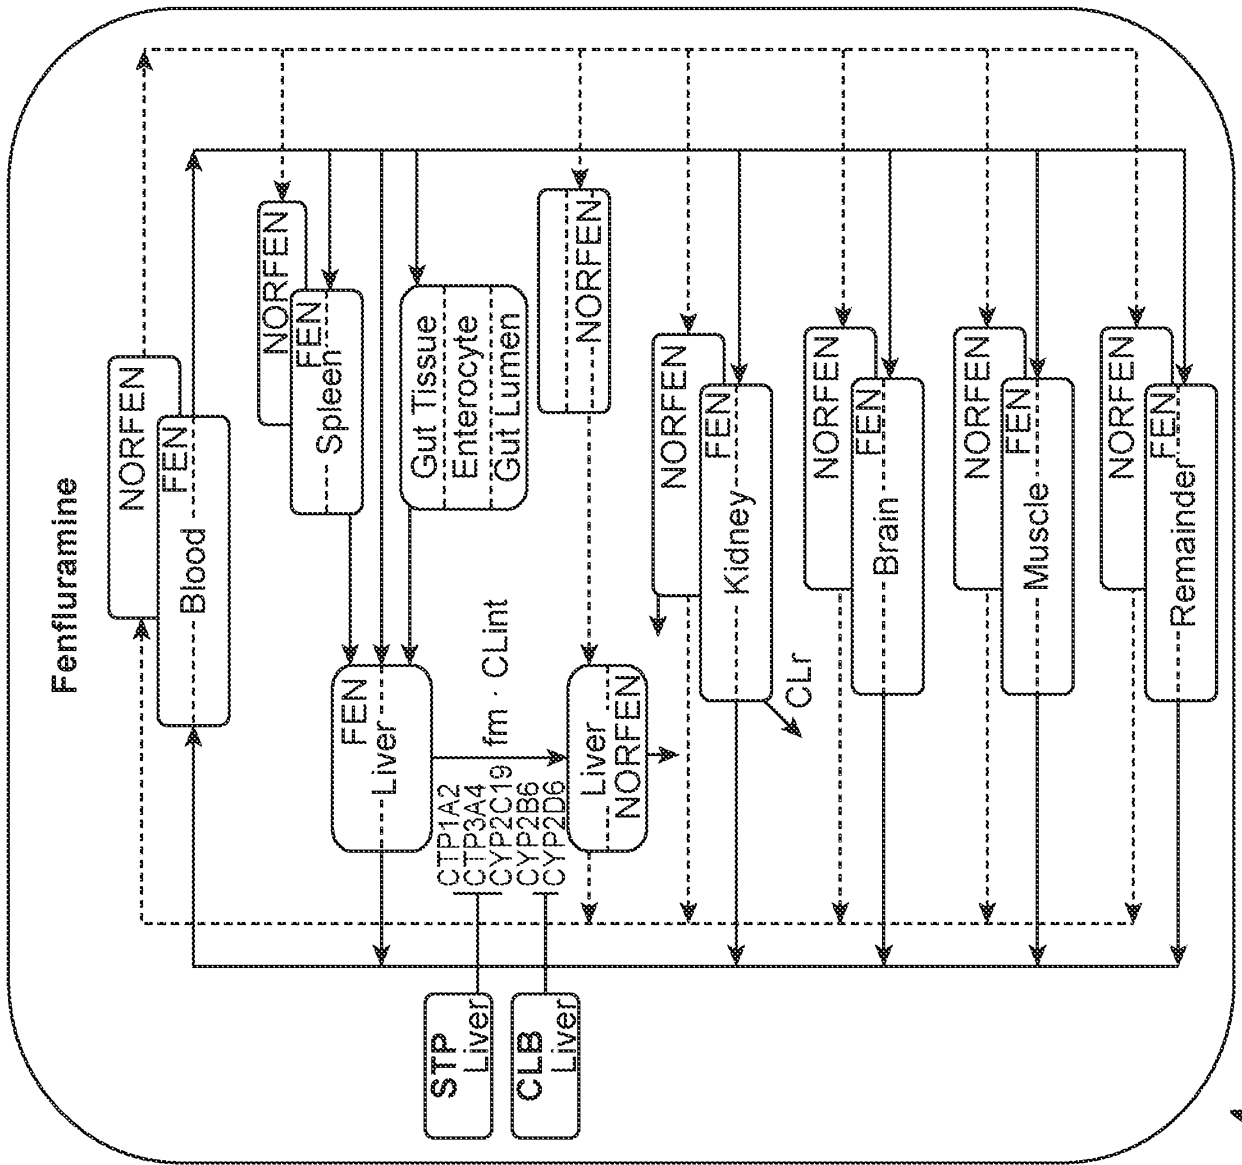 Fenfluramine
NORFEN
FEN
Blood
NORFEN
FEN
Spleen
FEN
Liver
Gut Tissue
Enterocyte
Gut Lumen
fm · CLint
CTP1A2
CTP3A4
CYP2C19
CYP2B6
CYP2D6
STP
Liver
CLB
Liver
NORFEN
Liver
NORFEN
NORFEN
FEN
Kidney
CLr
NORFEN
FEN
Brain
NORFEN
FEN
Muscle
NORFEN
FEN
Remainder